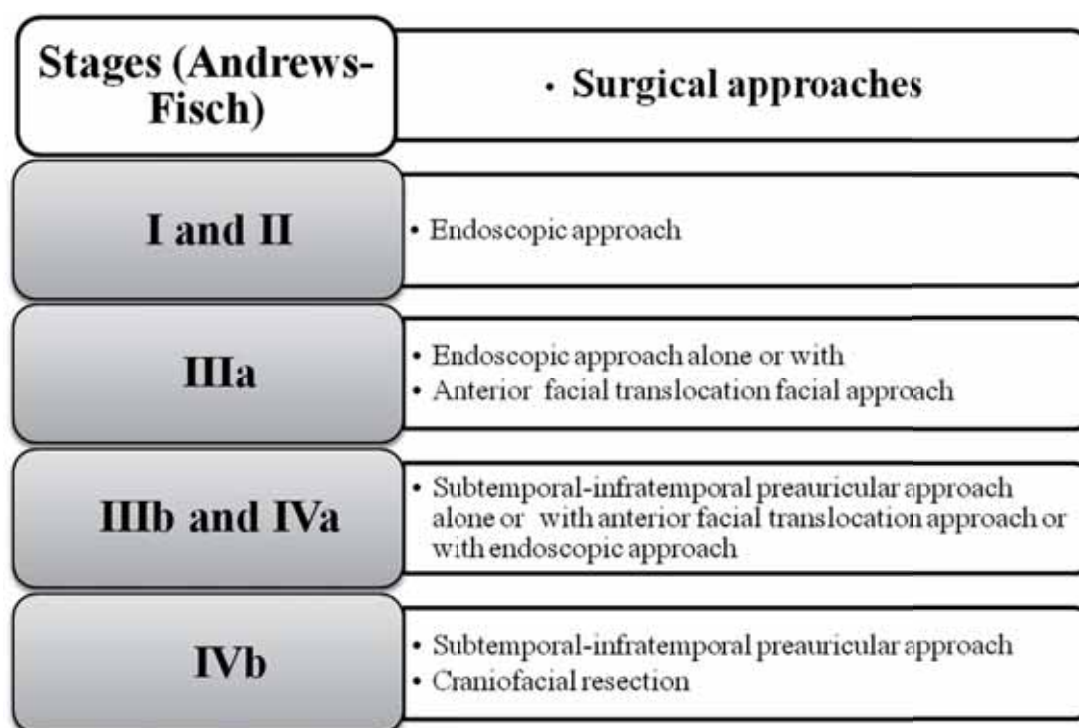 Stages (Andrews-
Fisch)
• Surgical approaches
I and II
• Endoscopic approach
IIIa
• Endoscopic approach alone or with
• Anterior facial translocation facial approach
IIIb and IVa
• Subtemporal-infratemporal preauricular approach
alone or with anterior facial translocation approach or
with endoscopic approach
IVb
• Subtemporal-infratemporal preauricular approach
• Craniofacial resection